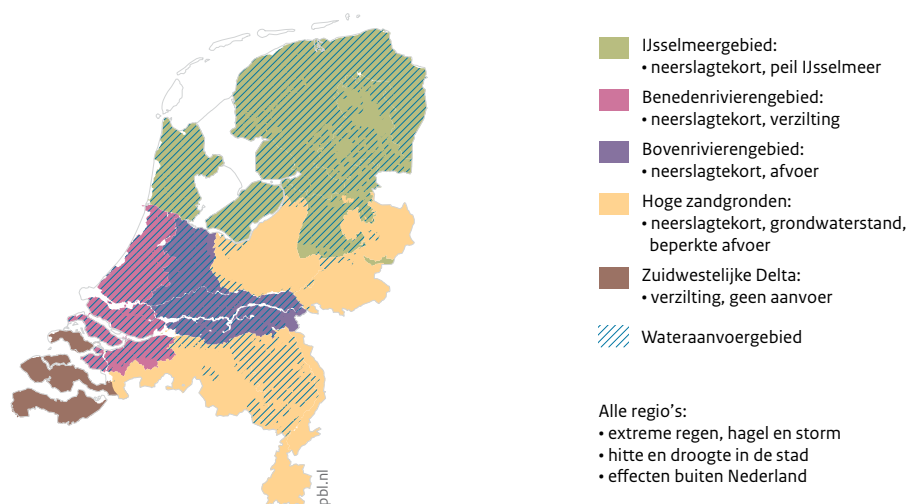 IJsselmeergebied:
• neerslagtekort, peil IJsselmeer
Benedenrivierengebied:
• neerslagtekort, verzilting
Bovenrivierengebied:
• neerslagtekort, afvoer
Hoge zandgronden:
• neerslagtekort, grondwaterstand,
beperkte afvoer
Zuidwestelijke Delta:
• verzilting, geen aanvoer
Wateraanvoergebied
Alle regio's:
• extreme regen, hagel en storm
• hitte en droogte in de stad
• effecten buiten Nederland
pbl.nl